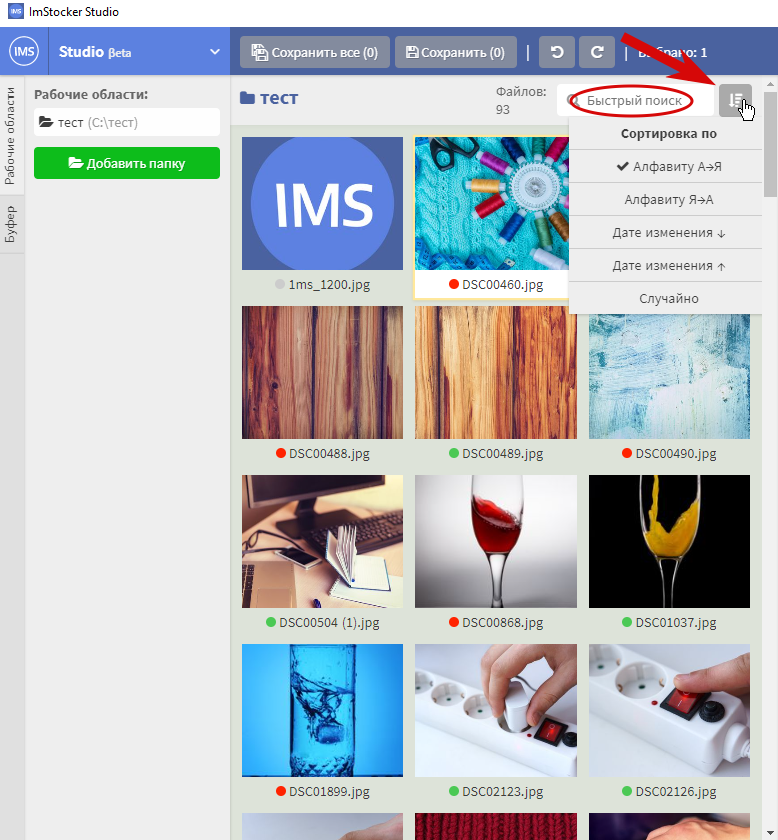 ImStocker Studio
IMS
Studio βeta
Сохранить все (0)
Сохранить (0)
|
|
Выбрано: 1
Рабочие области
Буфер
Рабочие области:
тест (C:\тест)
Добавить папку
тест
Файлов:
93
Быстрый поиск
Сортировка по
Алфавиту А→Я
Алфавиту Я→А
Дате изменения ↓
Дате изменения ↑
Случайно
IMS
1ms_1200.jpg
DSC00460.jpg
DSC00488.jpg
DSC00489.jpg
DSC00490.jpg
DSC00504 (1).jpg
DSC00868.jpg
DSC01037.jpg
DSC01899.jpg
DSC02123.jpg
DSC02126.jpg